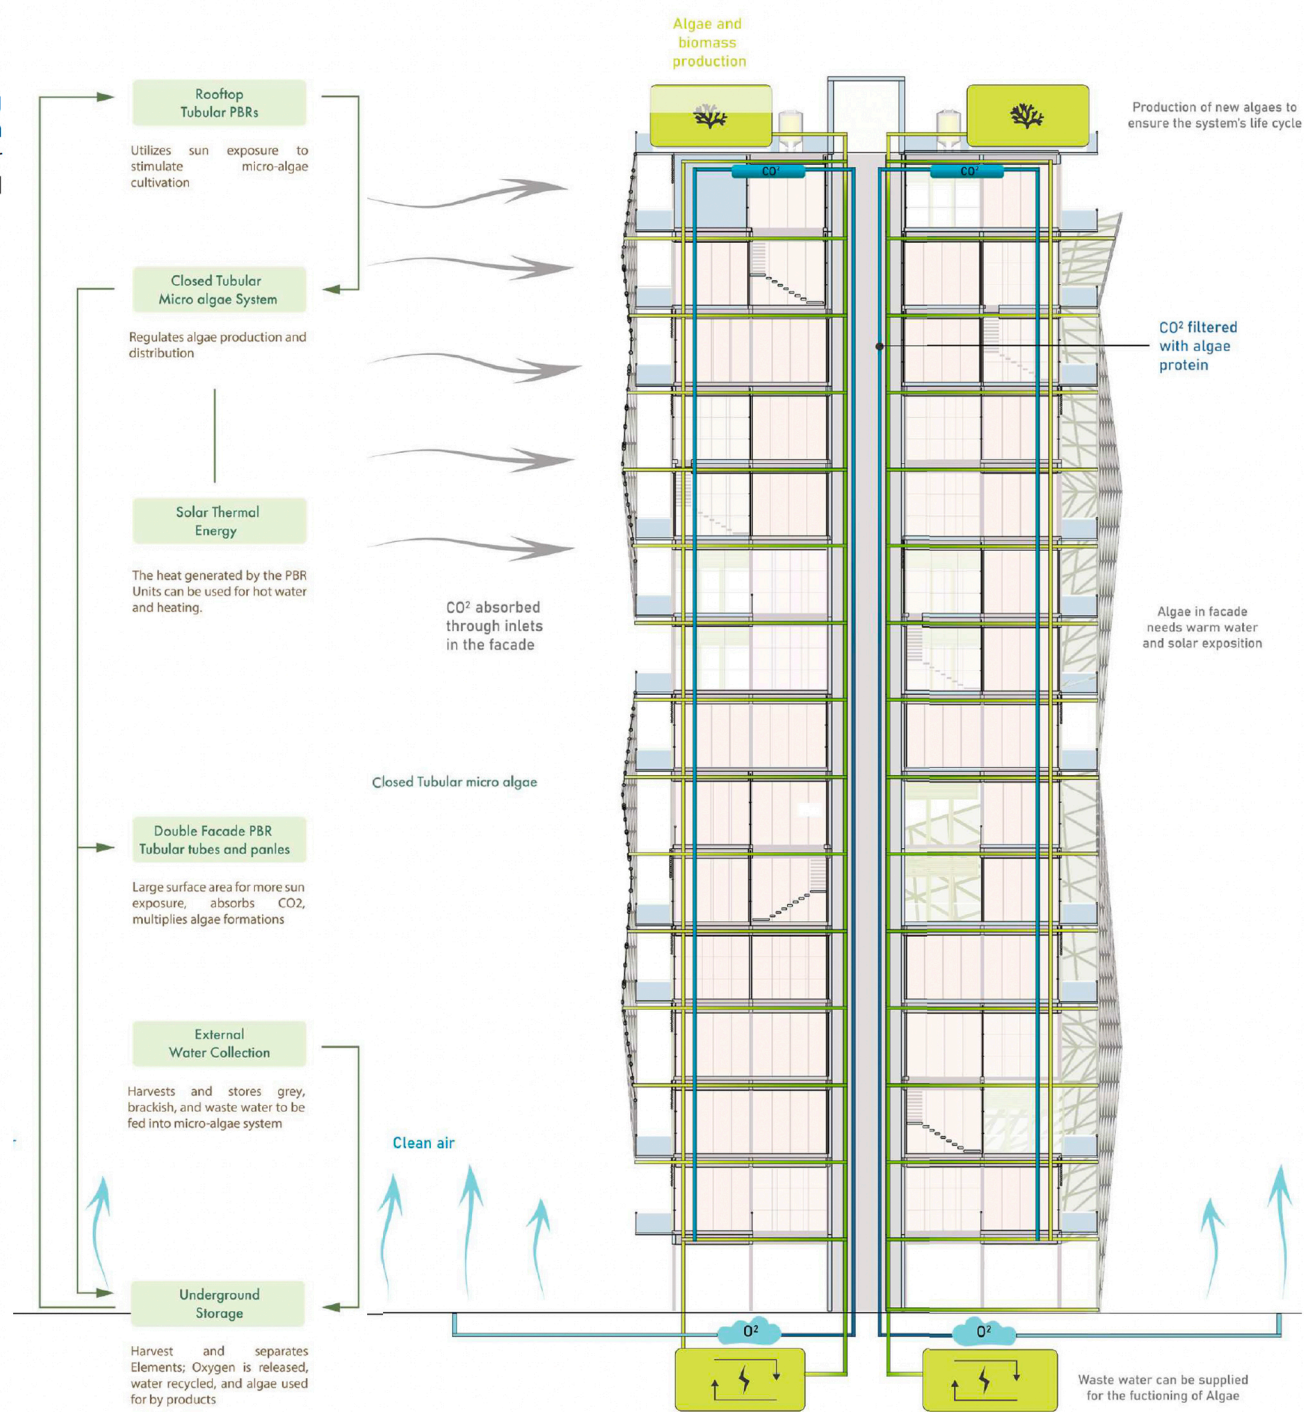 Algae and
biomass
production
Rooftop
Tubular PBRs
Utilizes sun exposure to
stimulate micro-algae
cultivation
Production of new algaes to
ensure the system's life cycle
CO²
CO²
Closed Tubular
Micro algae System
Regulates algae production and
distribution
CO² filtered
with algae
protein
Solar Thermal
Energy
The heat generated by the PBR
Units can be used for hot water
and heating.
CO² absorbed
through inlets
in the facade
Algae in facade
needs warm water
and solar exposition
Closed Tubular micro algae
Double Facade PBR
Tubular tubes and panles
Large surface area for more sun
exposure, absorbs CO2,
multiplies algae formations
External
Water Collection
Harvests and stores grey,
brackish, and waste water to be
fed into micro-algae system
Clean air
Underground
Storage
Harvest and separates
Elements; Oxygen is released,
water recycled, and algae used
for by products
O²
O²
Waste water can be supplied
for the fuctioning of Algae